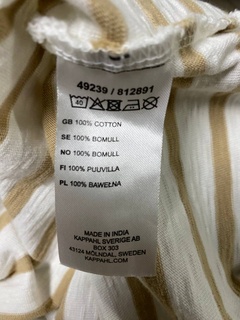 49239 / 812891
40
GB 100% COTTON
SE 100% BOMULL
NO 100% BOMULL
FI 100% PUUVILLA
PL 100% BAWEŁNA
MADE IN INDIA
KAPPAHL SVERIGE AB
BOX 303
43124 MÖLNDAL, SWEDEN
KAPPAHL.COM